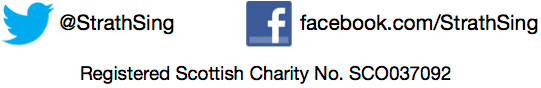 @StrathSing facebook.com/StrathSing
Registered Scottish Charity No. SCO037092